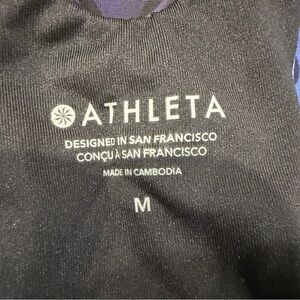 ATHLETA
DESIGNED IN SAN FRANCISCO
CONÇU À SAN FRANCISCO
MADE IN CAMBODIA
M